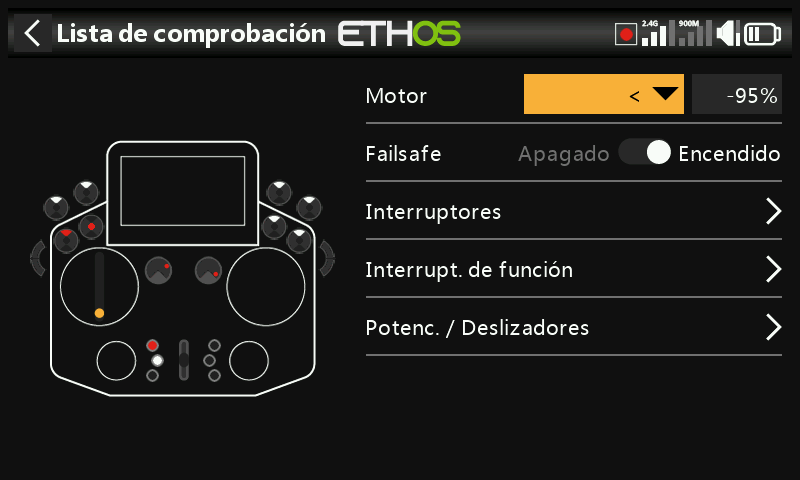 Lista de comprobación ETHOS 2.4G 900M
Motor < -95%
Failsafe Apagado Encendido
Interruptores
Interrupt. de función
Potenc. / Deslizadores